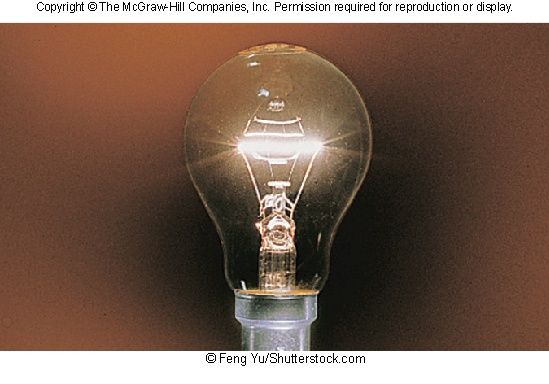 Copyright © The McGraw-Hill Companies, Inc. Permission required for reproduction or display.
© Feng Yu/Shutterstock.com